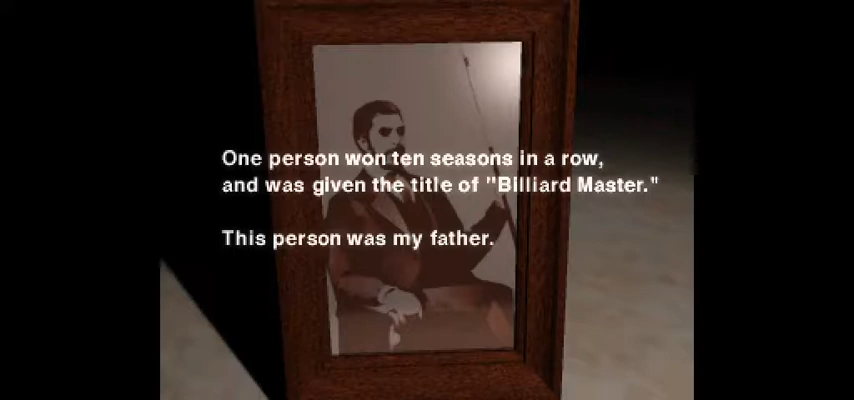 One person won ten seasons in a row,
and was given the title of "Billiard Master."
This person was my father.